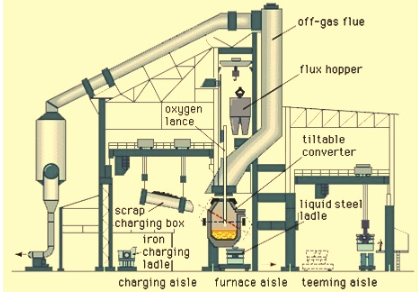 off-gas flue
flux hopper
oxygen
lance
tiltable
converter
scrap
charging box
liquid steel
ladle
iron
charging
ladle
charging aisle
furnace aisle
teeming aisle